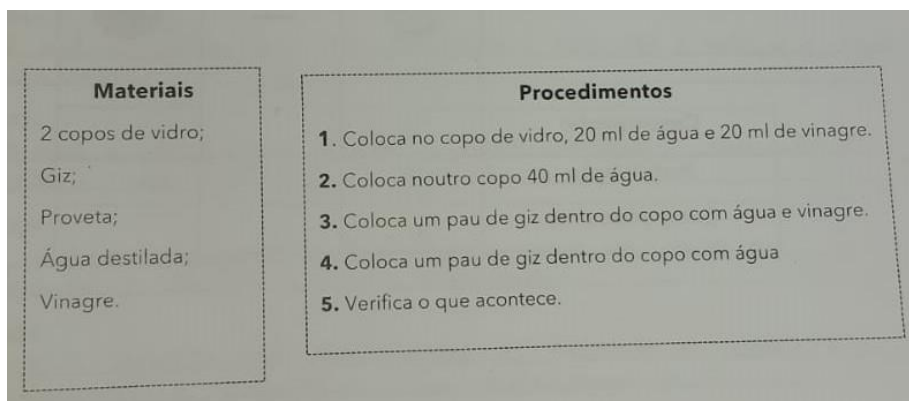 Materiais
2 copos de vidro;
Giz;
Proveta;
Água destilada;
Vinagre.
Procedimentos
1. Coloca no copo de vidro, 20 ml de água e 20 ml de vinagre.
2. Coloca noutro copo 40 ml de água.
3. Coloca um pau de giz dentro do copo com água e vinagre.
4. Coloca um pau de giz dentro do copo com água
5. Verifica o que acontece.